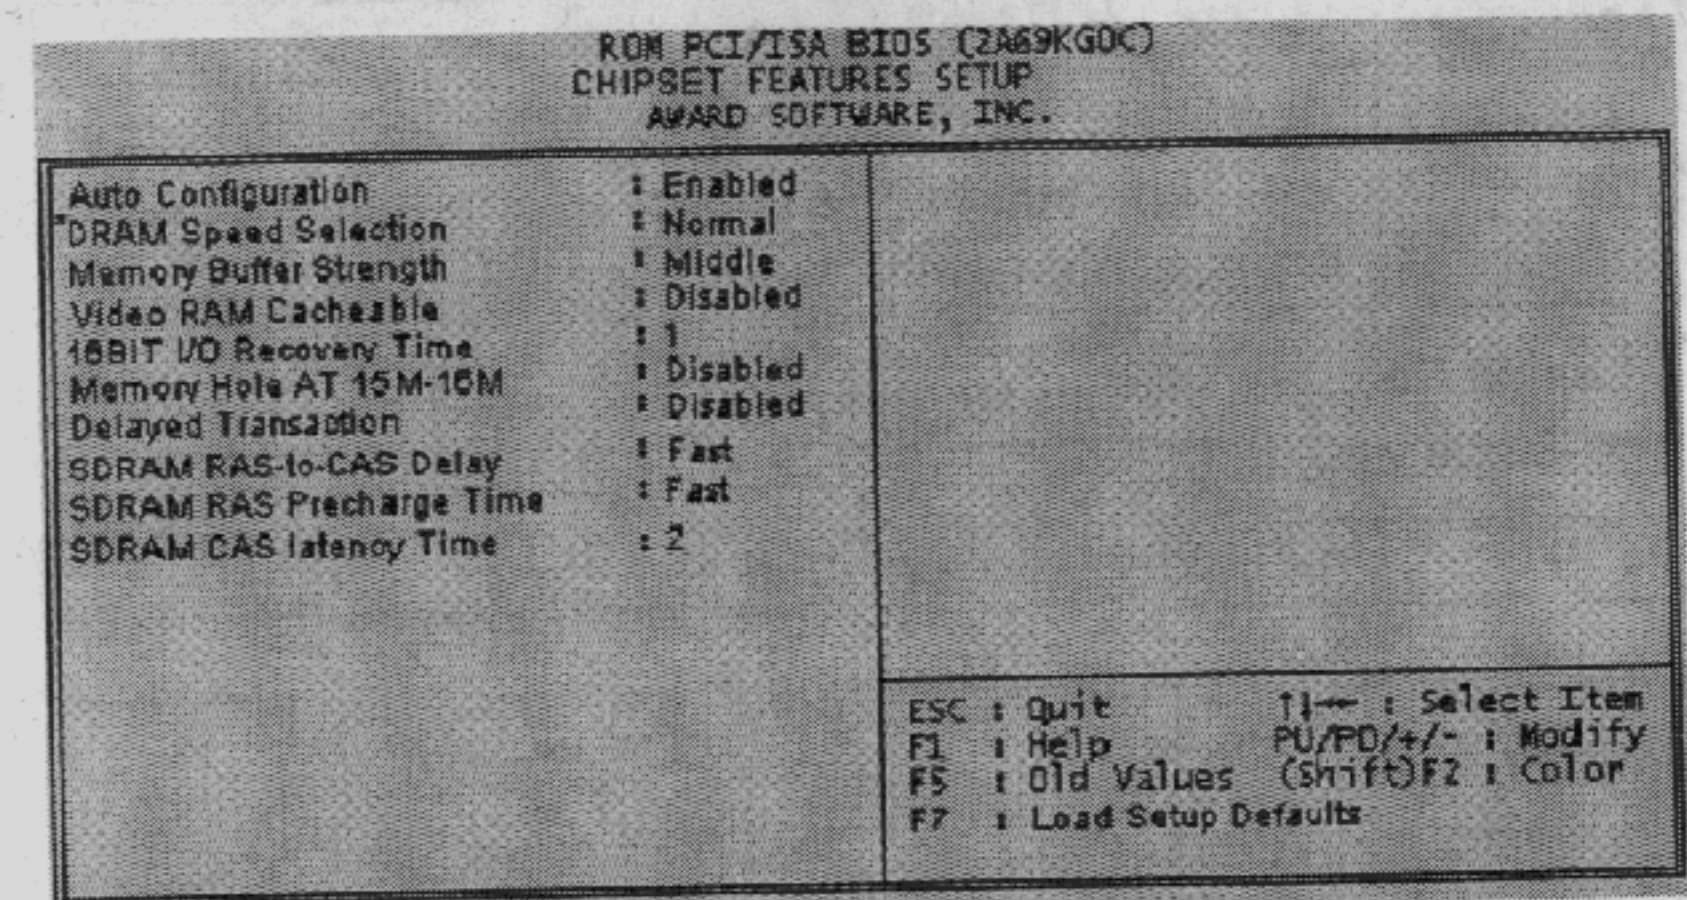 ROM PCI/ISA BIOS (2A69KG0C)
CHIPSET FEATURES SETUP
AWARD SOFTWARE, INC.
Auto Configuration : Enabled
DRAM Speed Selection : Normal
Memory Buffer Strength : Middle
Video RAM Cacheable : Disabled
16BIT I/O Recovery Time : 1
Memory Hole AT 15M-16M : Disabled
Delayed Transaction : Disabled
SDRAM RAS-to-CAS Delay : Fast
SDRAM RAS Precharge Time : Fast
SDRAM CAS latency Time : 2
ESC : Quit ↑↓→← : Select Item
F1 : Help PU/PD/+/- : Modify
F5 : Old Values (Shift)F2 : Color
F7 : Load Setup Defaults